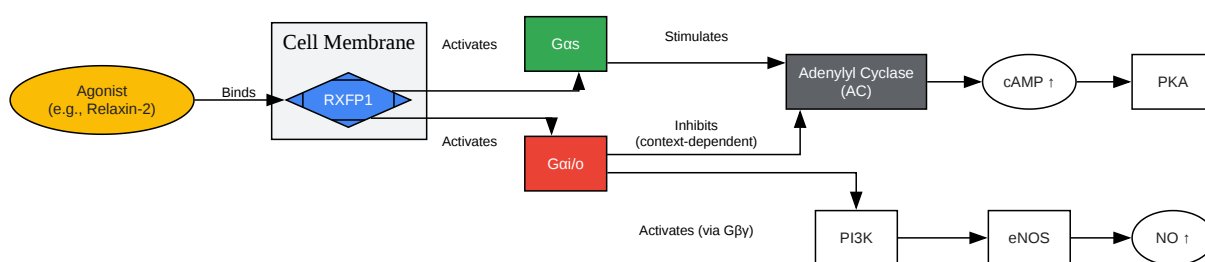 Cell Membrane
Agonist
(e.g., Relaxin-2)
Binds
RXFP1
Activates
Activates
Gαs
Gαi/o
Stimulates
Inhibits
(context-dependent)
Activates (via Gβγ)
Adenylyl Cyclase
(AC)
cAMP ↑
PKA
PI3K
eNOS
NO ↑